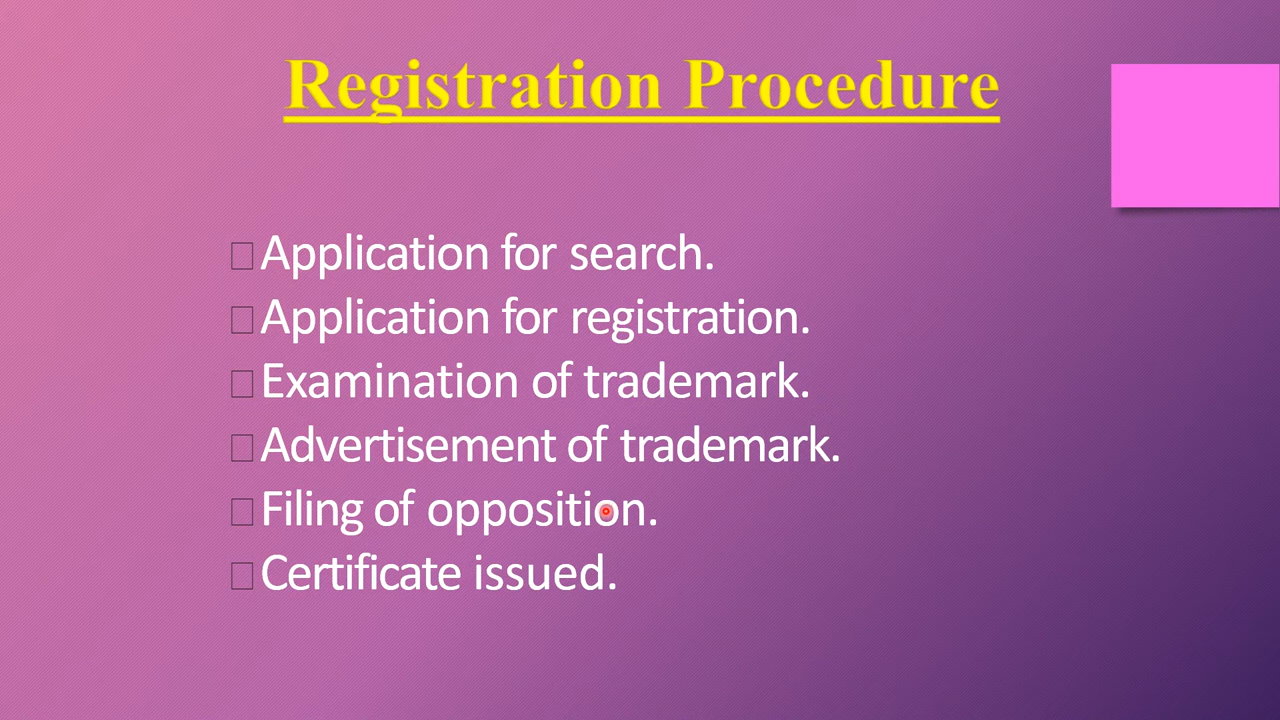 Registration Procedure
Application for search.
Application for registration.
Examination of trademark.
Advertisement of trademark.
Filing of opposition.
Certificate issued.